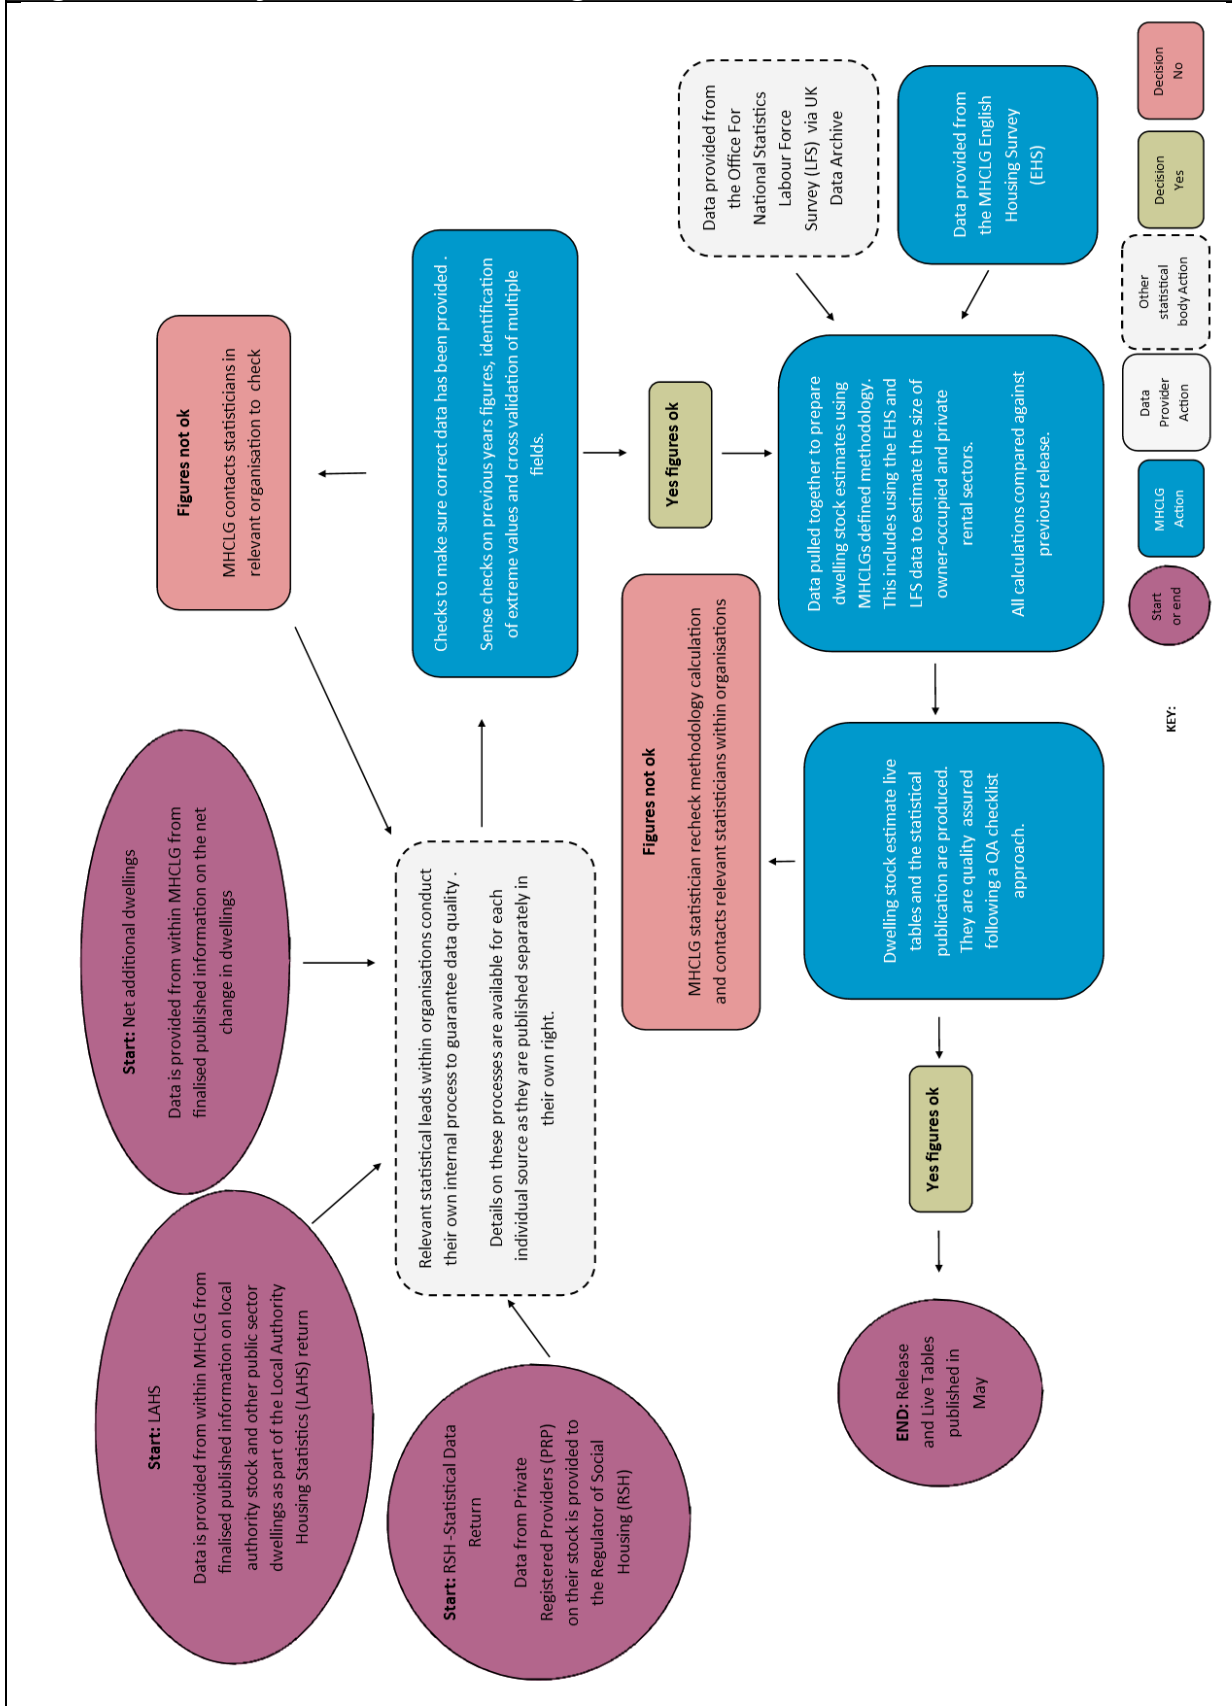 Start: LAHS
Data is provided from within MHCLG from
finalised published information on local
authority stock and other public sector
dwellings as part of the Local Authority
Housing Statistics (LAHS) return
Start: Net additional dwellings
Data is provided from within MHCLG from
finalised published information on the net
change in dwellings
Figures not ok
MHCLG contacts statisticians in
relevant organisation to check
Start: RSH -Statistical Data
Return
Data from Private
Registered Providers (PRP)
on their stock is provided to
the Regulator of Social
Housing (RSH)
Relevant statistical leads within organisations conduct
their own internal process to guarantee data quality .
Details on these processes are available for each
individual source as they are published separately in
their own right.
Checks to make sure correct data has been provided .
Sense checks on previous years figures, identification
of extreme values and cross validation of multiple
fields.
Figures not ok
MHCLG statistician recheck methodology calculation
and contacts relevant statisticians within organisations
Yes figures ok
Data provided from
the Office For
National Statistics
Labour Force
Survey (LFS) via UK
Data Archive
END: Release
and Live Tables
published in
May
Yes figures ok
Dwelling stock estimate live
tables and the statistical
publication are produced.
They are quality assured
following a QA checklist
approach.
Data pulled together to prepare
dwelling stock estimates using
MHCLGs defined methodology.
This includes using the EHS and
LFS data to estimate the size of
owner-occupied and private
rental sectors.
All calculations compared against
previous release.
Data provided from
the MHCLG English
Housing Survey
(EHS)
KEY:
Start
or end
MHCLG
Action
Data
Provider
Action
Other
statistical
body Action
Decision
Yes
Decision
No